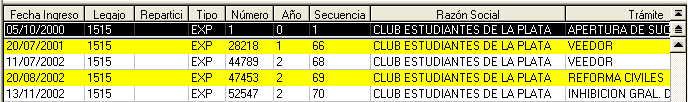 Fecha Ingreso Legajo Repartici Tipo Número Año Secuencia Razón Social Trámite
05/10/2000 1515 EXP 1 0 1 CLUB ESTUDIANTES DE LA PLATA APERTURA DE SUC
20/07/2001 1515 EXP 28218 1 66 CLUB ESTUDIANTES DE LA PLATA VEEDOR
11/07/2002 1515 EXP 44789 2 68 CLUB ESTUDIANTES DE LA PLATA VEEDOR
20/08/2002 1515 EXP 47453 2 69 CLUB ESTUDIANTES DE LA PLATA REFORMA CIVILES
13/11/2002 1515 EXP 52547 2 70 CLUB ESTUDIANTES DE LA PLATA INHIBICION GRAL. D